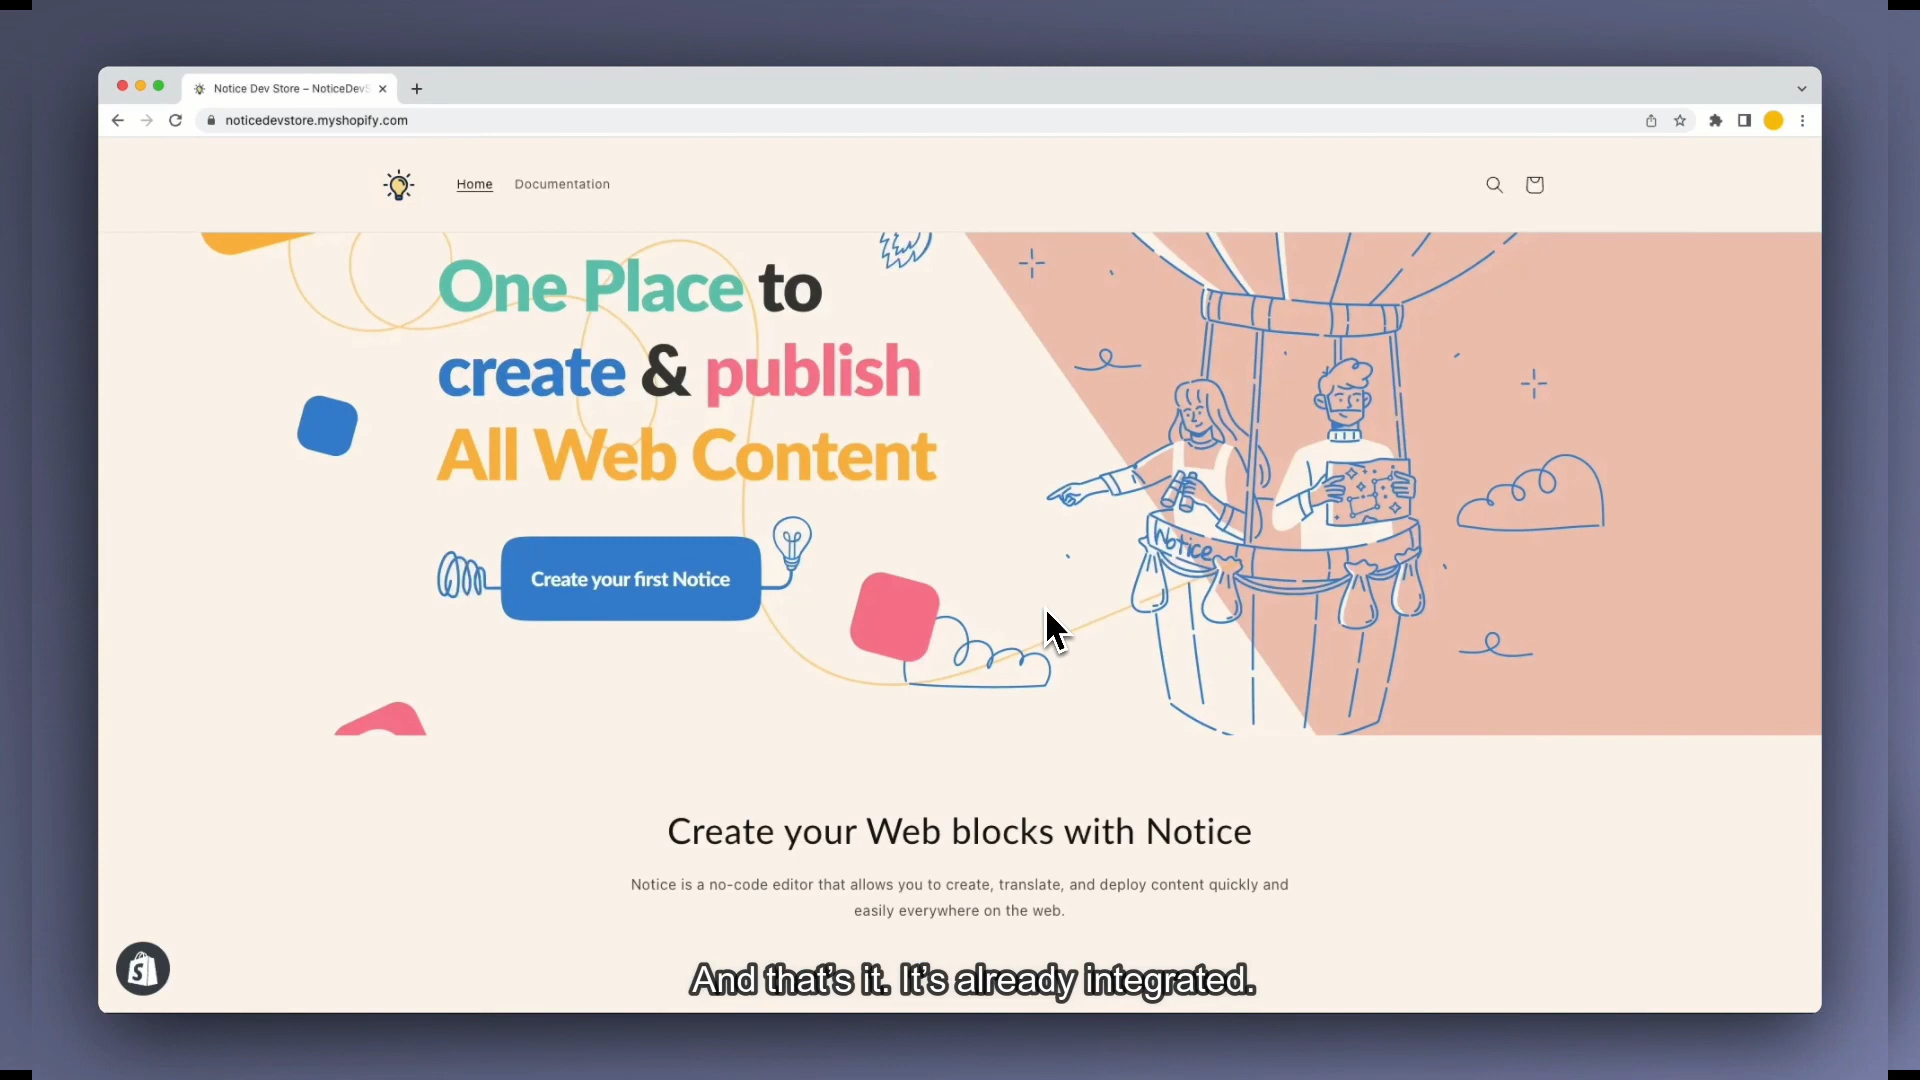 Notice Dev Store – NoticeDevS
noticedevstore.myshopify.com
Home
Documentation
One Place to
create & publish
All Web Content
Create your first Notice
Notice
Create your Web blocks with Notice
Notice is a no-code editor that allows you to create, translate, and deploy content quickly and
easily everywhere on the web.
And that's it. It's already integrated.